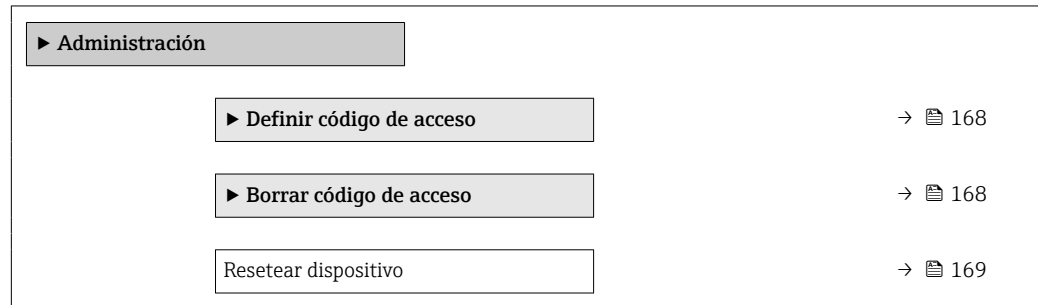 ▶ Administración
▶ Definir código de acceso → 🖹 168
▶ Borrar código de acceso → 🖹 168
Resetear dispositivo → 🖹 169